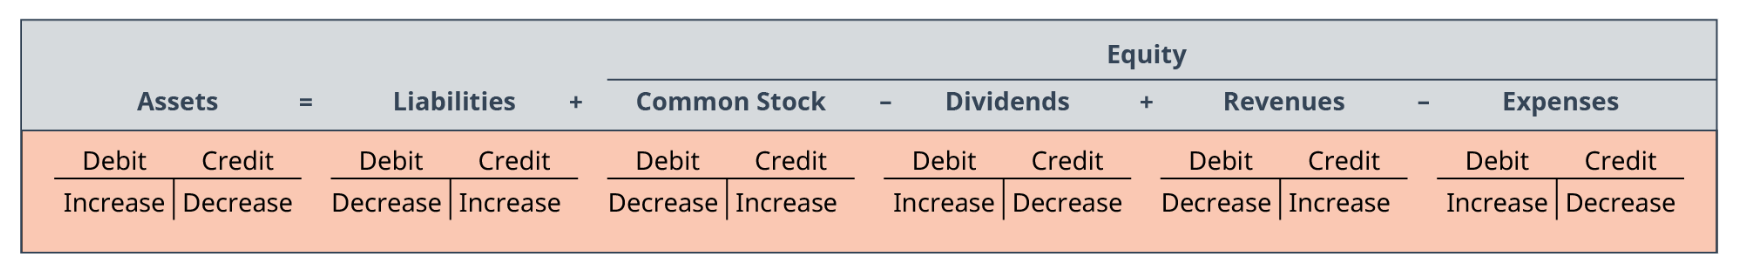 Equity
Assets = Liabilities + Common Stock – Dividends + Revenues – Expenses
Debit Credit Debit Credit Debit Credit Debit Credit Debit Credit Debit Credit
Increase Decrease Decrease Increase Decrease Increase Increase Decrease Decrease Increase Increase Decrease